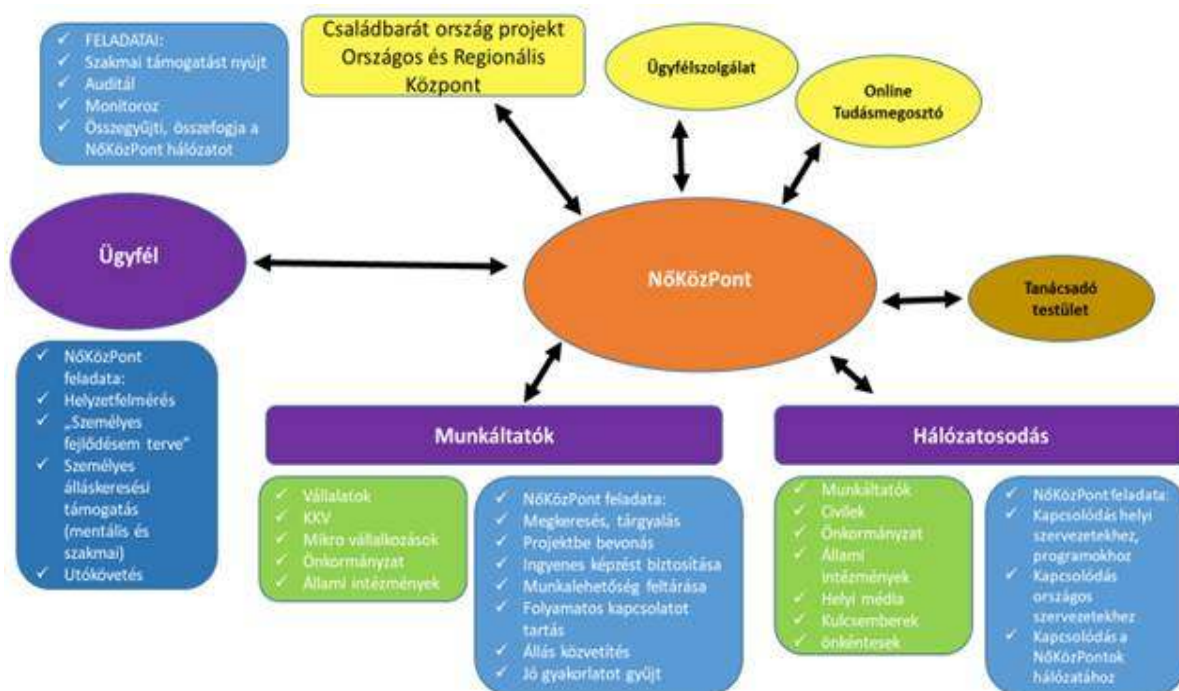 ✓ FELADATAI:
✓ Szakmai támogatást nyújt
✓ Auditál
✓ Monitoroz
✓ Összegyűjti, összefogja a
NőKözPont hálózatot
Családbarát ország projekt
Országos és Regionális
Központ
Ügyfélszolgálat
Online
Tudásmegosztó
Ügyfél
NőKözPont
Tanácsadó
testület
✓ NőKözPont
feladata:
✓ Helyzetfelmérés
✓ „Személyes
fejlődésem terve"
✓ Személyes
álláskeresési
támogatás
(mentális és
szakmai)
✓ Utókövetés
Munkáltatók
✓ Vállalatok
✓ KKV
✓ Mikro vállalkozások
✓ Önkormányzat
✓ Állami intézmények
✓ NőKözPont feladata:
✓ Megkeresés, tárgyalás
✓ Projektbe bevonás
✓ Ingyenes képzést biztosítása
✓ Munkalehetőség feltárása
✓ Folyamatos kapcsolatot
tartás
✓ Állás közvetítés
✓ Jó gyakorlatot gyűjt
Hálózatosodás
✓ Munkáltatók
✓ Civilek
✓ Önkormányzat
✓ Állami
intézmények
✓ Helyi média
✓ Kulcsemberek
✓ önkéntesek
✓ NőKözPont feladata:
✓ Kapcsolódás helyi
szervezetekhez,
programokhoz
✓ Kapcsolódás
országos
szervezetekhez
✓ Kapcsolódás a
NőKözPontok
hálózatához